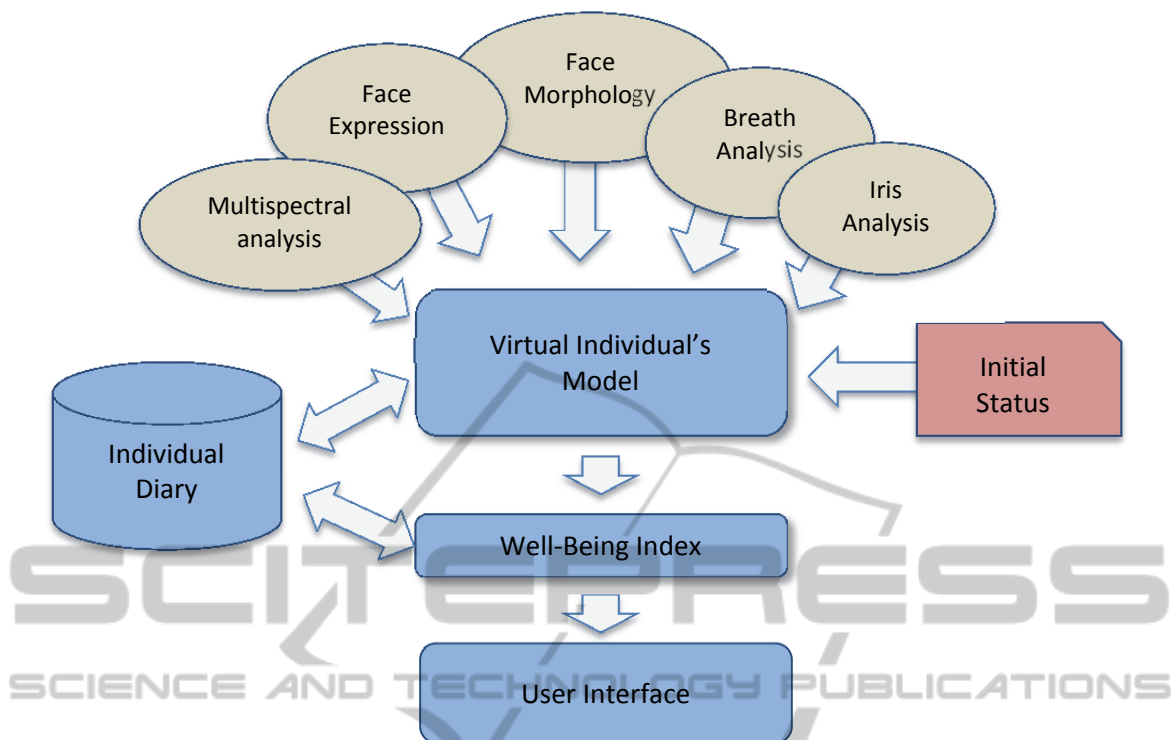 Face
Morphology
Face
Expression
Breath
Analysis
Multispectral
analysis
Iris
Analysis
Virtual Individual's
Model
Initial
Status
Individual
Diary
Well-Being Index
User Interface
SCITEPRESS
SCIENCE AND TECHNOLOGY PUBLICATIONS